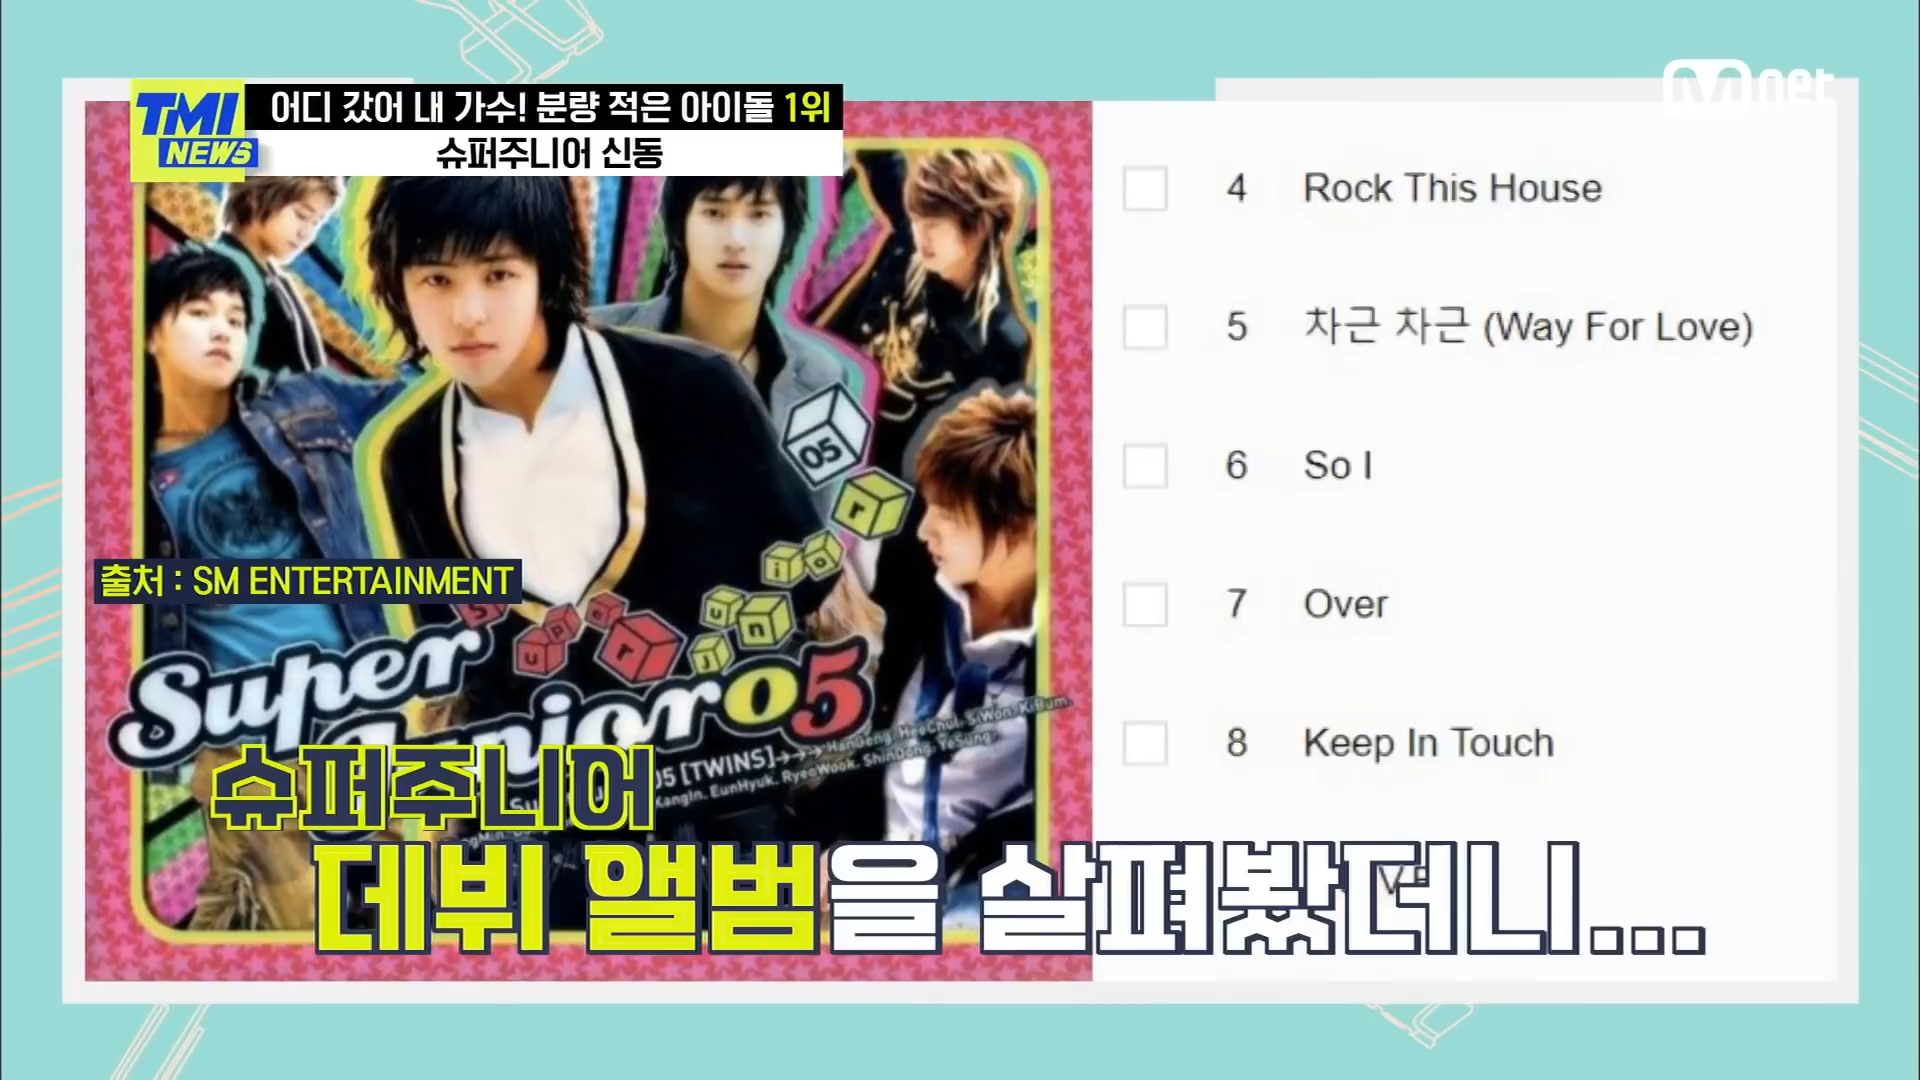 TMI
NEWS
어디 갔어 내 가수! 분량 적은 아이돌 1위
슈퍼주니어 신동
Mnet
4 Rock This House
5 차근 차근 (Way For Love)
6 So I
7 Over
8 Keep In Touch
출처 : SM ENTERTAINMENT
05
r
i o
S u p e r J u n
Super
Junior05
05 [TWINS]→→→ HanGeng. HeeChul. SiWon. KiBum.
KangIn. EunHyuk. RyeoWook. ShinDong. YeSung.
슈퍼주니어
데뷔 앨범을 살펴봤더니...